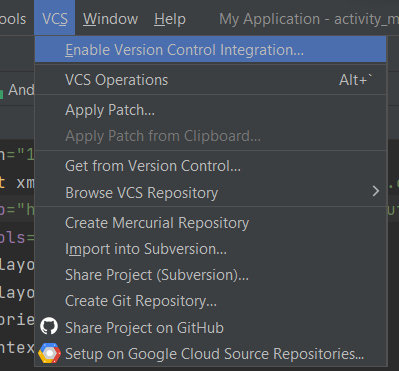 ools VCS Window Help My Application - activity_m
Enable Version Control Integration...
And
VCS Operations Alt+`
Apply Patch...
Apply Patch from Clipboard...
n="1
Get from Version Control...
t xm
Browse VCS Repository
o="h
Create Mercurial Repository
ols=
Import into Subversion...
layo
Share Project (Subversion)...
layo
Create Git Repository...
orie
Share Project on GitHub
ntex
Setup on Google Cloud Source Repositories...